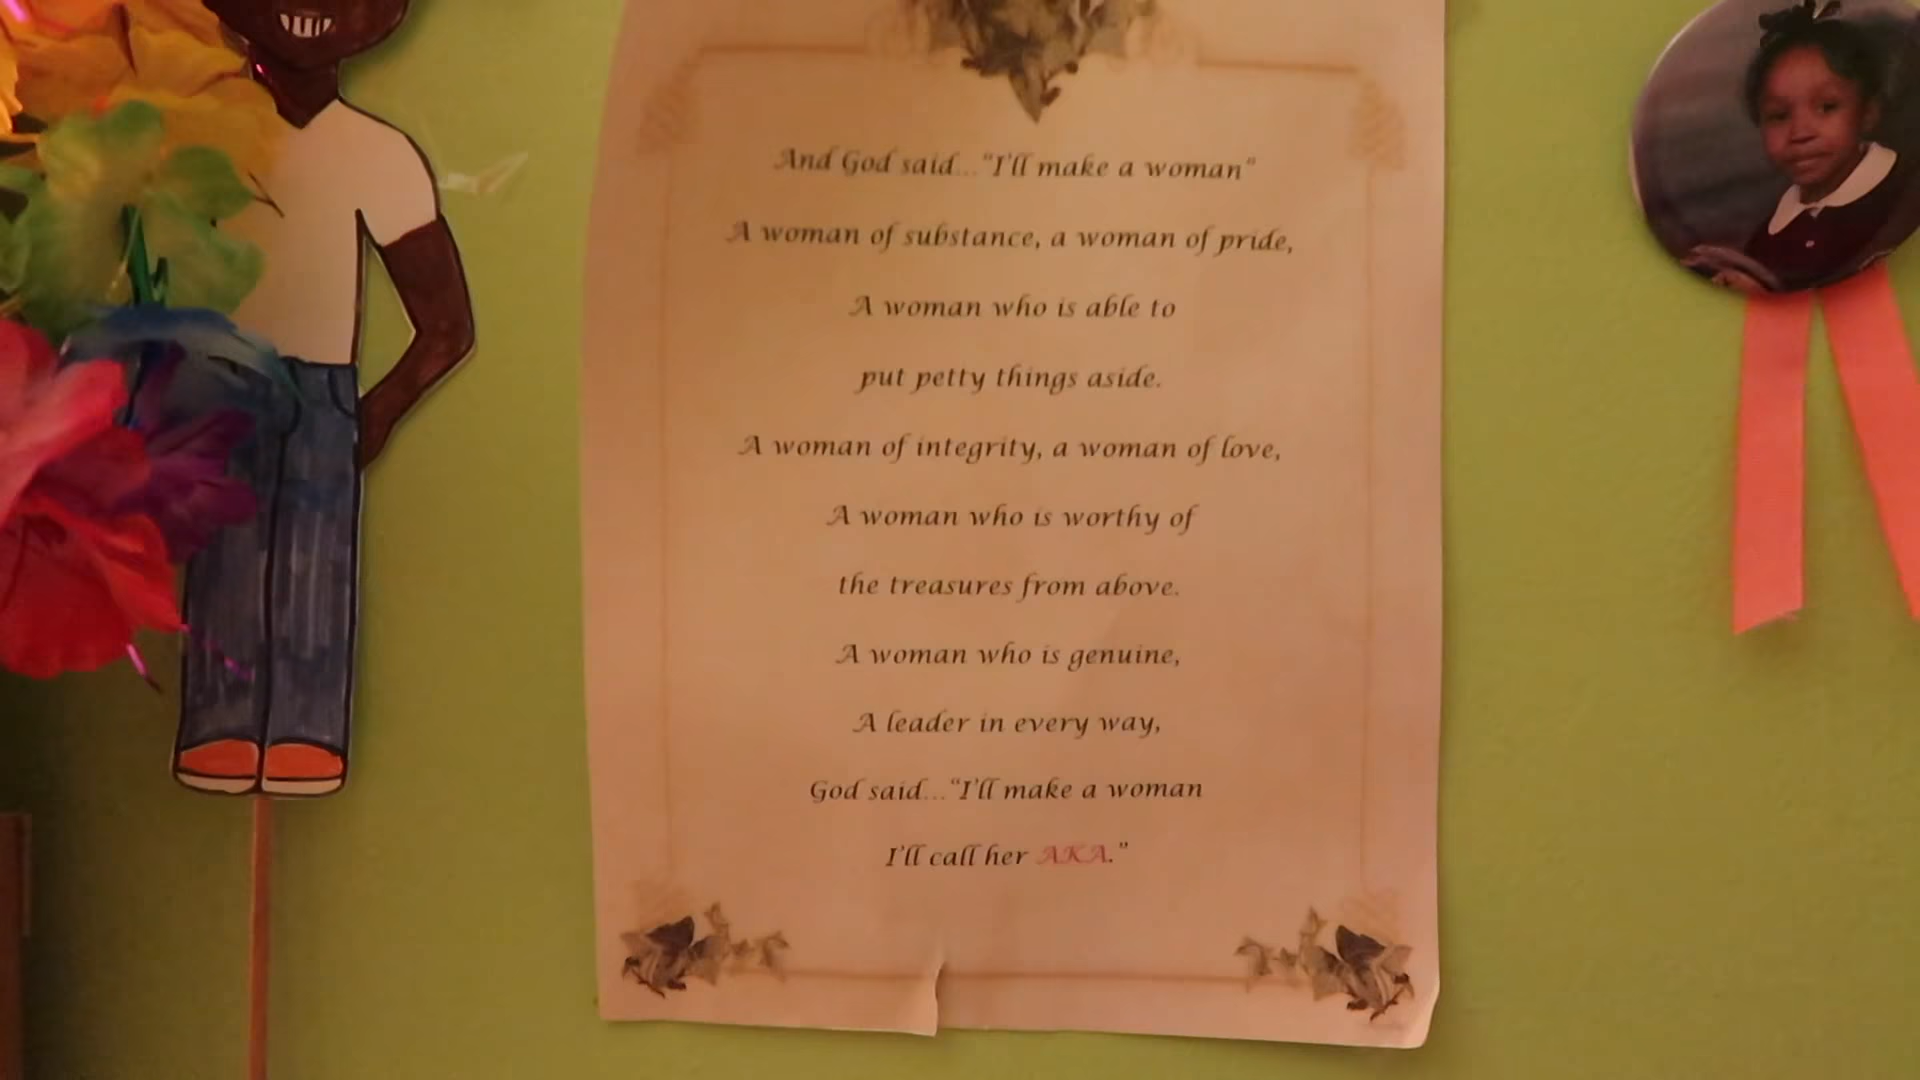 And God said..."I'll make a woman"
A woman of substance, a woman of pride,
A woman who is able to
put petty things aside.
A woman of integrity, a woman of love,
A woman who is worthy of
the treasures from above.
A woman who is genuine,
A leader in every way,
God said..."I'll make a woman
I'll call her AKA."